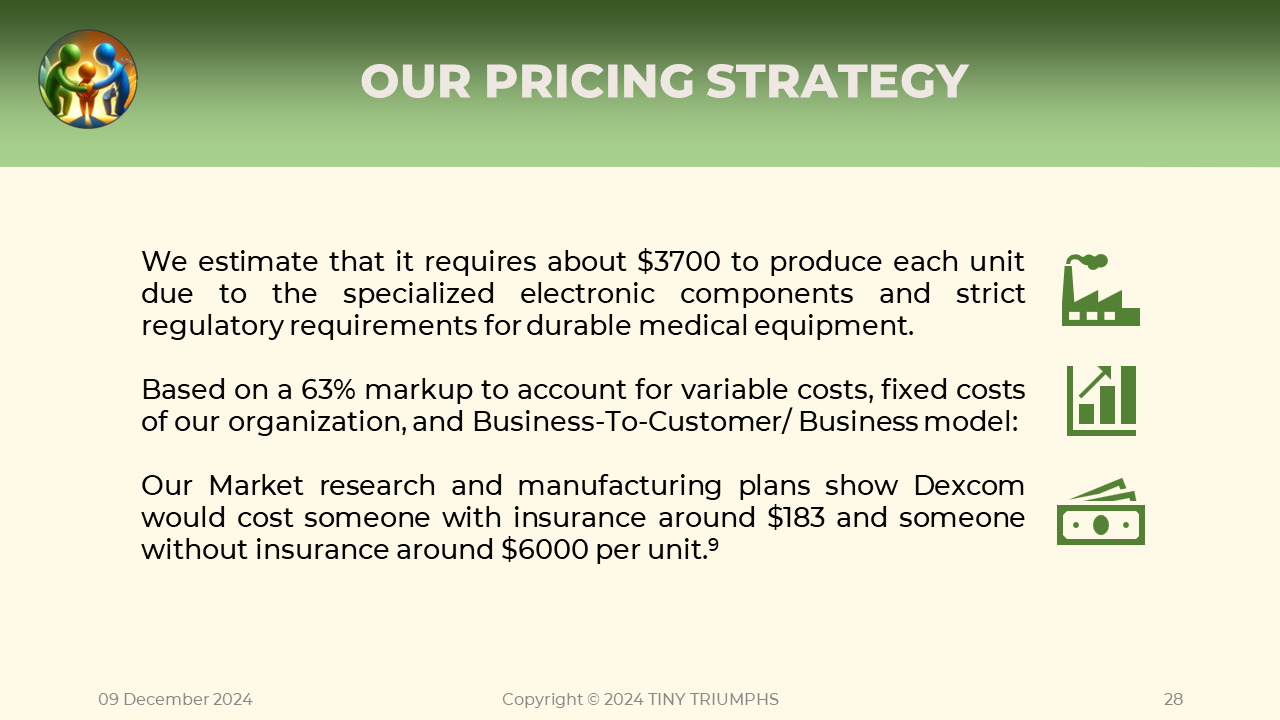 OUR PRICING STRATEGY
We estimate that it requires about $3700 to produce each unit
due to the specialized electronic components and strict
regulatory requirements for durable medical equipment.
Based on a 63% markup to account for variable costs, fixed costs
of our organization, and Business-To-Customer/ Business model:
Our Market research and manufacturing plans show Dexcom
would cost someone with insurance around $183 and someone
without insurance around $6000 per unit.⁹
09 December 2024
Copyright © 2024 TINY TRIUMPHS
28